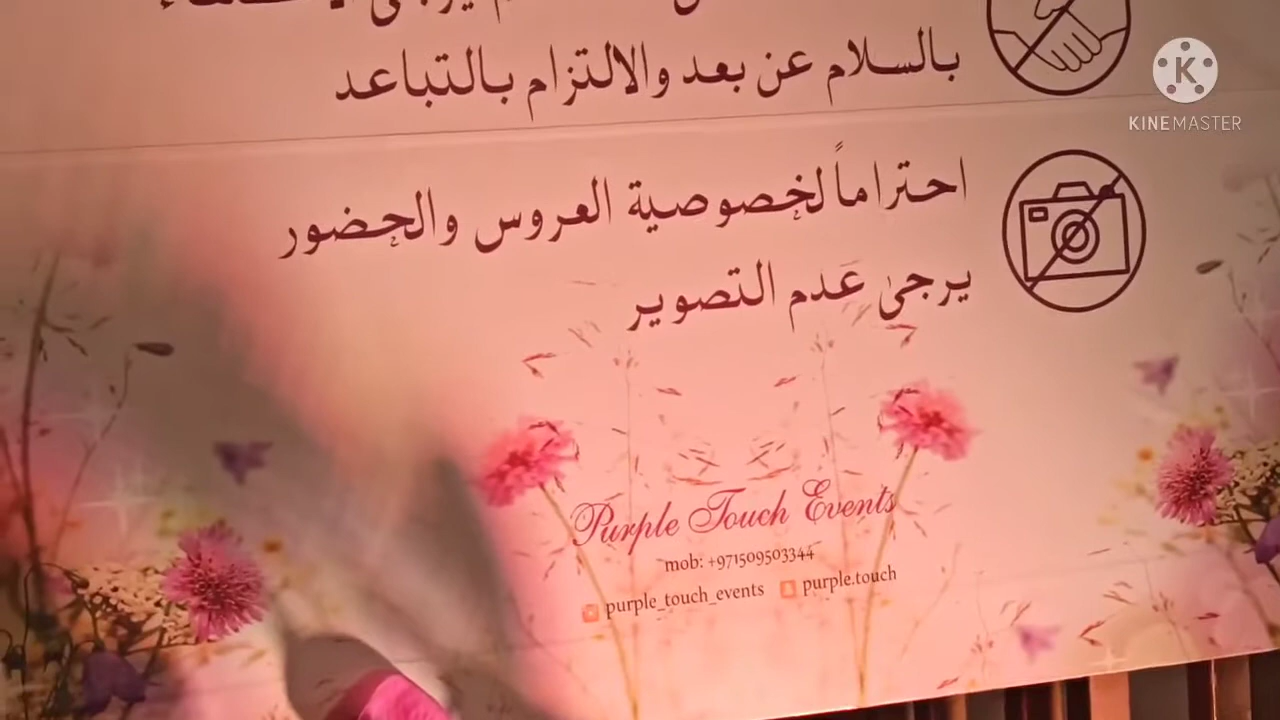 بالسلام عن بعد والالتزام بالتباعد
احتراماً لخصوصية العروس والحضور
يرجى عَدم التصوير
Purple Touch Events
mob: +971509503344
purple_touch_events purple.touch
K
KINEMASTER